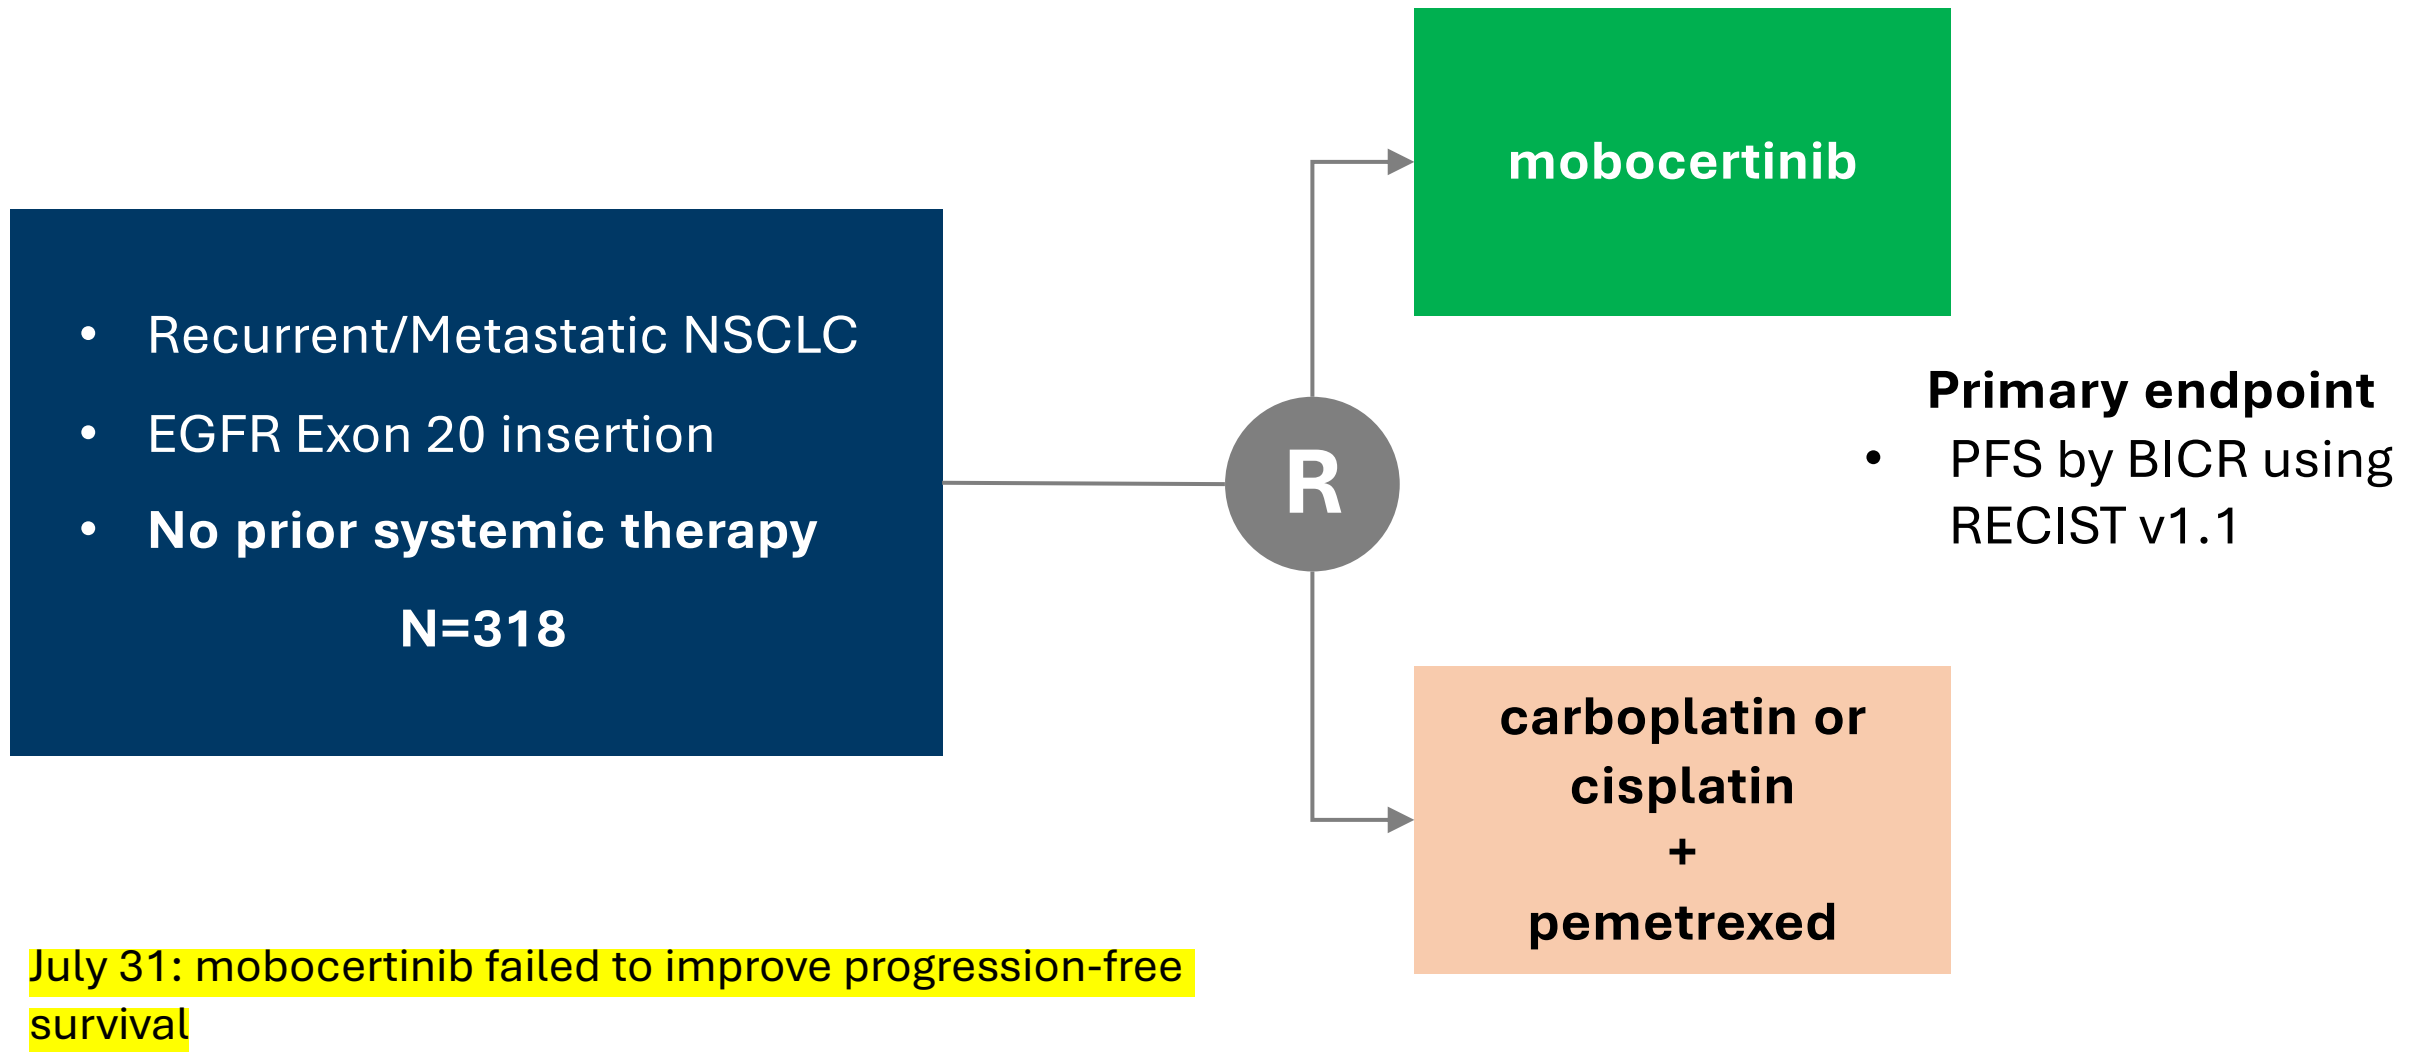 • Recurrent/Metastatic NSCLC
• EGFR Exon 20 insertion
• No prior systemic therapy
N=318
R
mobocertinib
Primary endpoint
• PFS by BICR using
RECIST v1.1
carboplatin or
cisplatin
+
pemetrexed
July 31: mobocertinib failed to improve progression-free
survival